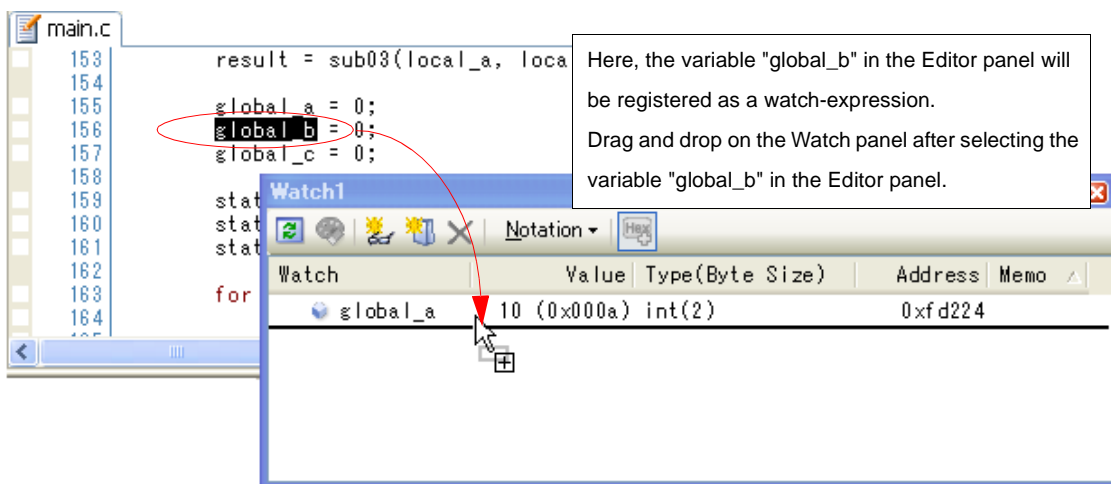 main.c
153 result = sub03(local_a, loca
154
155 global_a = 0;
156 global_b = 0;
157 global_c = 0;
158
159 stat
160 stat
161 stat
162
163 for
164
Here, the variable "global_b" in the Editor panel will
be registered as a watch-expression.
Drag and drop on the Watch panel after selecting the
variable "global_b" in the Editor panel.
Watch1
Notation Hex
Watch Value Type(Byte Size) Address Memo
global_a 10 (0x000a) int(2) 0xfd224